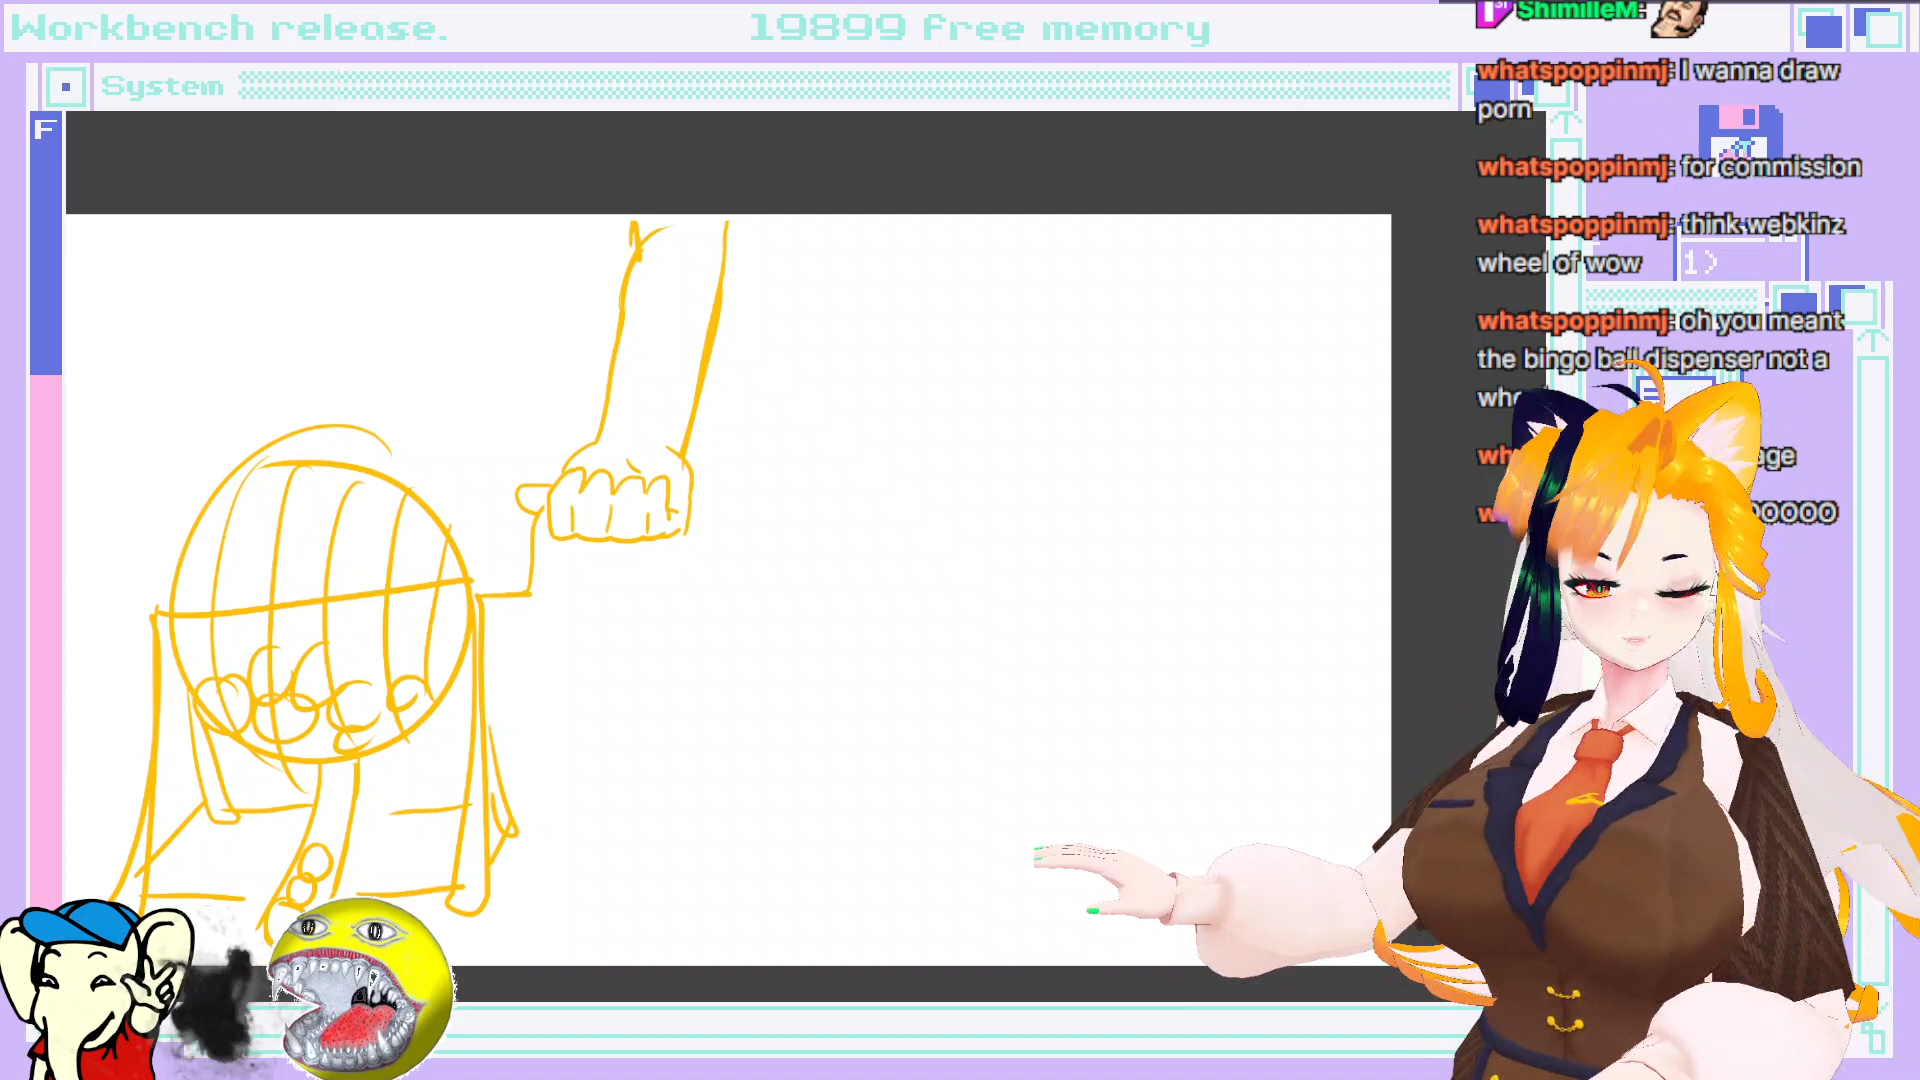 Workbench release.
19899 free memory
ShimilleM:
System
F
whatspoppinmj: I wanna draw
porn
whatspoppinmj: for commission
whatspoppinmj: think webkinz
wheel of wow
1>
whatspoppinmj: oh you meant
the bingo ball dispenser not a